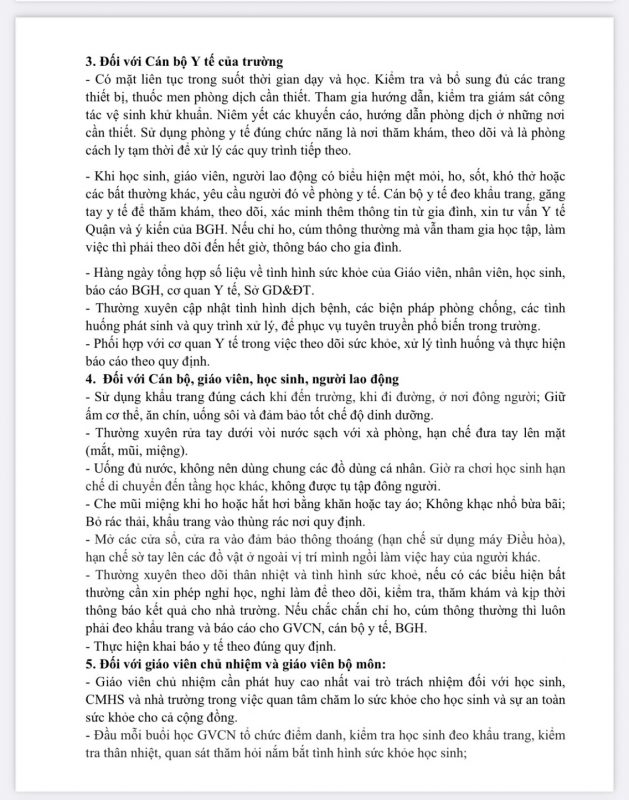 3. Đối với Cán bộ Y tế của trường
- Có mặt liên tục trong suốt thời gian dạy và học. Kiểm tra và bổ sung đủ các trang
thiết bị, thuốc men phòng dịch cần thiết. Tham gia hướng dẫn, kiểm tra giám sát công
tác vệ sinh khử khuẩn. Niêm yết các khuyến cáo, hướng dẫn phòng dịch ở những nơi
cần thiết. Sử dụng phòng y tế đúng chức năng là nơi thăm khám, theo dõi và là phòng
cách ly tạm thời để xử lý các quy trình tiếp theo.
- Khi học sinh, giáo viên, người lao động có biểu hiện mệt mỏi, ho, sốt, khó thở hoặc
các bất thường khác, yêu cầu người đó về phòng y tế. Cán bộ y tế đeo khẩu trang, găng
tay y tế để thăm khám, theo dõi, xác minh thêm thông tin từ gia đình, xin tư vấn Y tế
Quận và ý kiến của BGH. Nếu chỉ ho, cúm thông thường mà vẫn tham gia học tập, làm
việc thì phải theo dõi đến hết giờ, thông báo cho gia đình.
- Hàng ngày tổng hợp số liệu về tình hình sức khỏe của Giáo viên, nhân viên, học sinh,
báo cáo BGH, cơ quan Y tế, Sở GD&ĐT.
- Thường xuyên cập nhật tình hình dịch bệnh, các biện pháp phòng chống, các tình
huống phát sinh và quy trình xử lý, để phục vụ tuyên truyền phổ biến trong trường.
- Phối hợp với cơ quan Y tế trong việc theo dõi sức khỏe, xử lý tình huống và thực hiện
báo cáo theo quy định.
4. Đối với Cán bộ, giáo viên, học sinh, người lao động
- Sử dụng khẩu trang đúng cách khi đến trường, khi đi đường, ở nơi đông người; Giữ
ấm cơ thể, ăn chín, uống sôi và đảm bảo tốt chế độ dinh dưỡng.
- Thường xuyên rửa tay dưới vòi nước sạch với xà phòng, hạn chế đưa tay lên mặt
(mắt, mũi, miệng).
- Uống đủ nước, không nên dùng chung các đồ dùng cá nhân. Giờ ra chơi học sinh hạn
chế di chuyển đến tầng học khác, không được tụ tập đông người.
- Che mũi miệng khi ho hoặc hắt hơi bằng khăn hoặc tay áo; Không khạc nhổ bừa bãi;
Bỏ rác thải, khẩu trang vào thùng rác nơi quy định.
- Mở các cửa sổ, cửa ra vào đảm bảo thông thoáng (hạn chế sử dụng máy Điều hòa),
hạn chế sờ tay lên các đồ vật ở ngoài vị trí mình ngồi làm việc hay của người khác.
- Thường xuyên theo dõi thân nhiệt và tình hình sức khoẻ, nếu có các biểu hiện bất
thường cần xin phép nghỉ học, nghỉ làm để theo dõi, kiểm tra, thăm khám và kịp thời
thông báo kết quả cho nhà trường. Nếu chắc chắn chỉ ho, cúm thông thường thì luôn
phải đeo khẩu trang và báo cáo cho GVCN, cán bộ y tế, BGH.
- Thực hiện khai báo y tế theo đúng quy định.
5. Đối với giáo viên chủ nhiệm và giáo viên bộ môn:
- Giáo viên chủ nhiệm cần phát huy cao nhất vai trò trách nhiệm đối với học sinh,
CMHS và nhà trường trong việc quan tâm chăm lo sức khỏe cho học sinh và sự an toàn
sức khỏe cho cả cộng đồng.
- Đầu mỗi buổi học GVCN tổ chức điểm danh, kiểm tra học sinh đeo khẩu trang, kiểm
tra thân nhiệt, quan sát thăm hỏi nắm bắt tình hình sức khỏe học sinh;